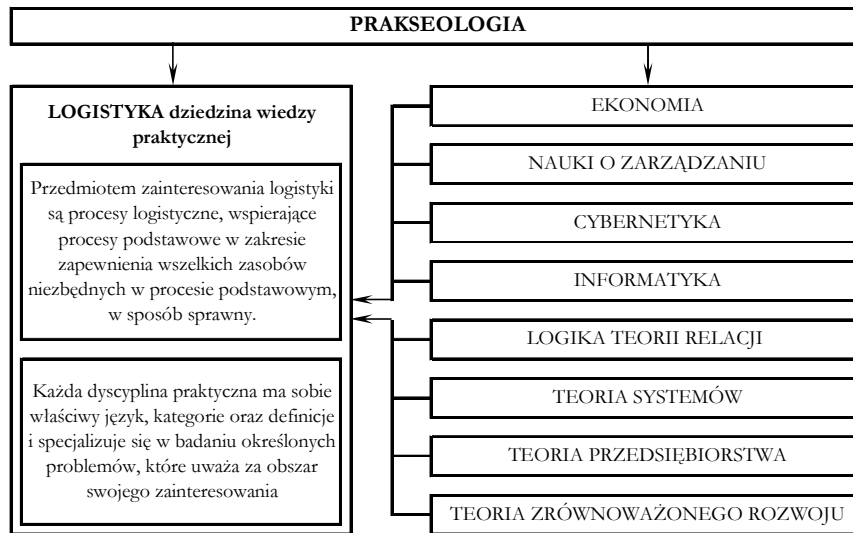 PRAKSEOLOGIA
LOGISTYKA dziedzina wiedzy
praktycznej
Przedmiotem zainteresowania logistyki
są procesy logistyczne, wspierające
procesy podstawowe w zakresie
zapewnienia wszelkich zasobów
niezbędnych w procesie podstawowym,
w sposób sprawny.
Każda dyscyplina praktyczna ma sobie
właściwy język, kategorie oraz definicje
i specjalizuje się w badaniu określonych
problemów, które uważa za obszar
swojego zainteresowania
EKONOMIA
NAUKI O ZARZĄDZANIU
CYBERNETYKA
INFORMATYKA
LOGIKA TEORII RELACJI
TEORIA SYSTEMÓW
TEORIA PRZEDSIĘBIORSTWA
TEORIA ZRÓWNOWAŻONEGO ROZWOJU